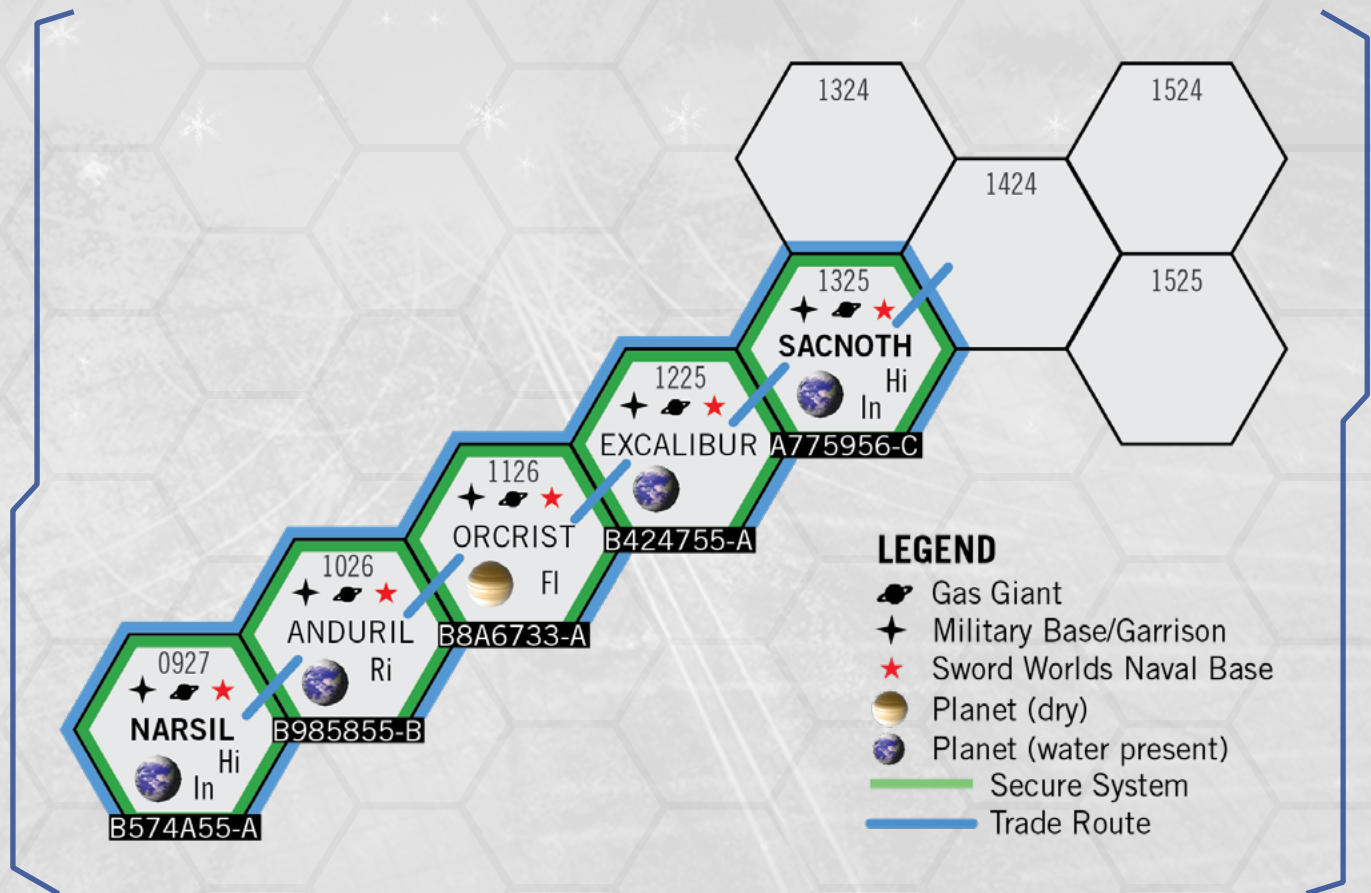 1324
1524
1424
1325
SACNOTH
Hi
In
A775956-C
1525
1225
EXCALIBUR
B424755-A
1126
ORCRIST
Fl
B8A6733-A
1026
ANDURIL
Ri
B985855-B
0927
NARSIL
Hi
In
B574A55-A
LEGEND
Gas Giant
Military Base/Garrison
Sword Worlds Naval Base
Planet (dry)
Planet (water present)
Secure System
Trade Route